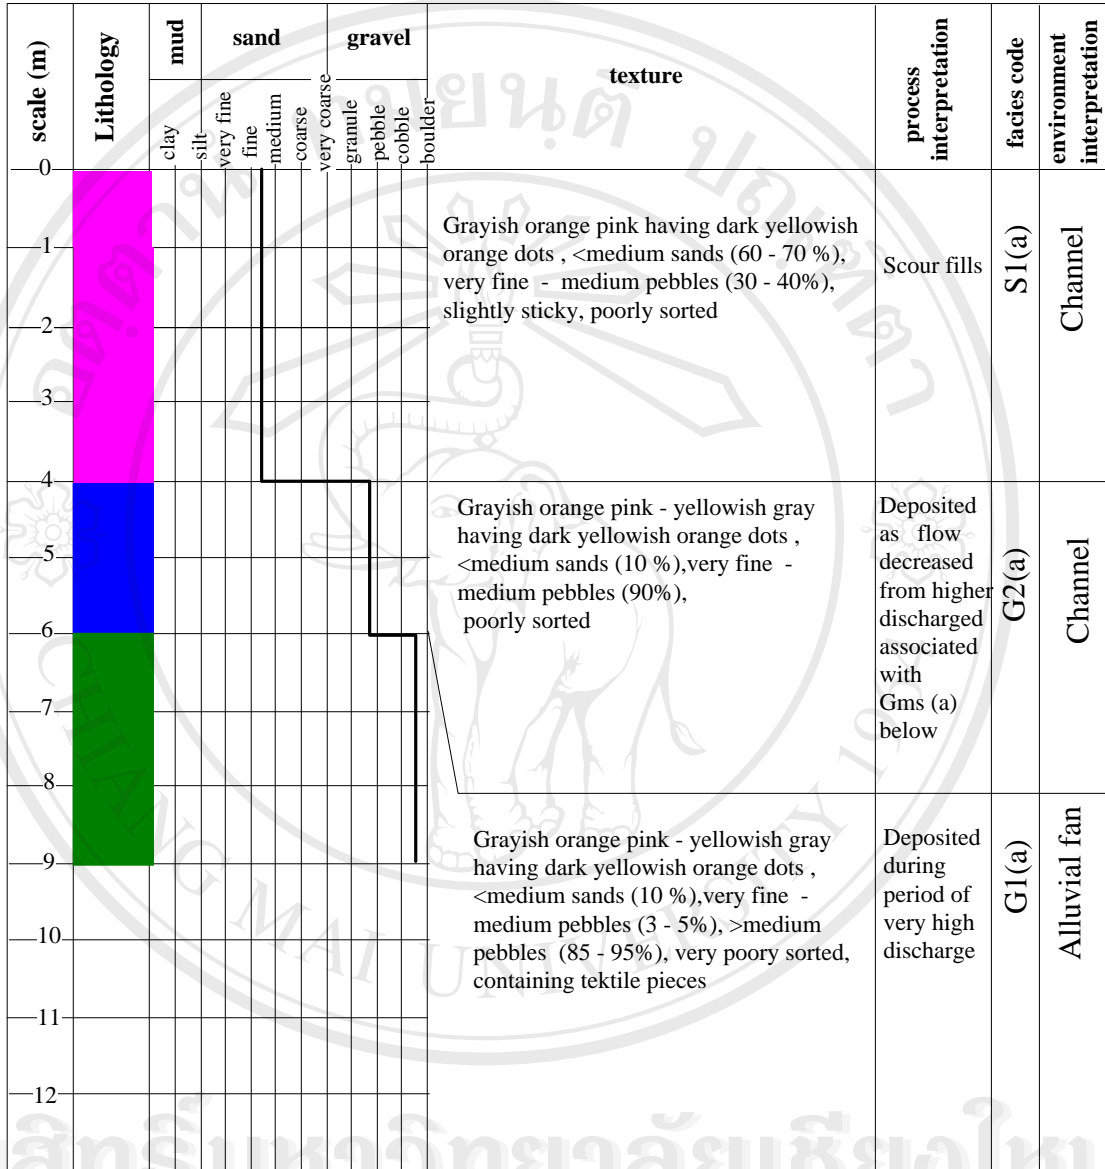 scale (m)
Lithology
mud
sand
gravel
clay
silt
very fine
fine
medium
coarse
very coarse
granule
pebble
cobble
boulder
texture
process
interpretation
facies code
environment
interpretation
0
1
2
3
4
5
6
7
8
9
10
11
12
Grayish orange pink having dark yellowish
orange dots , <medium sands (60 - 70 %),
very fine - medium pebbles (30 - 40%),
slightly sticky, poorly sorted
Scour fills
S1(a)
Channel
Grayish orange pink - yellowish gray
having dark yellowish orange dots ,
<medium sands (10 %),very fine -
medium pebbles (90%),
poorly sorted
Deposited
as flow
decreased
from higher
discharged
associated
with
Gms (a)
below
G2(a)
Channel
Grayish orange pink - yellowish gray
having dark yellowish orange dots ,
<medium sands (10 %),very fine -
medium pebbles (3 - 5%), >medium
pebbles (85 - 95%), very poory sorted,
containing tektile pieces
Deposited
during
period of
very high
discharge
G1(a)
Alluvial fan
CHIANG MAI UNIVERSITY